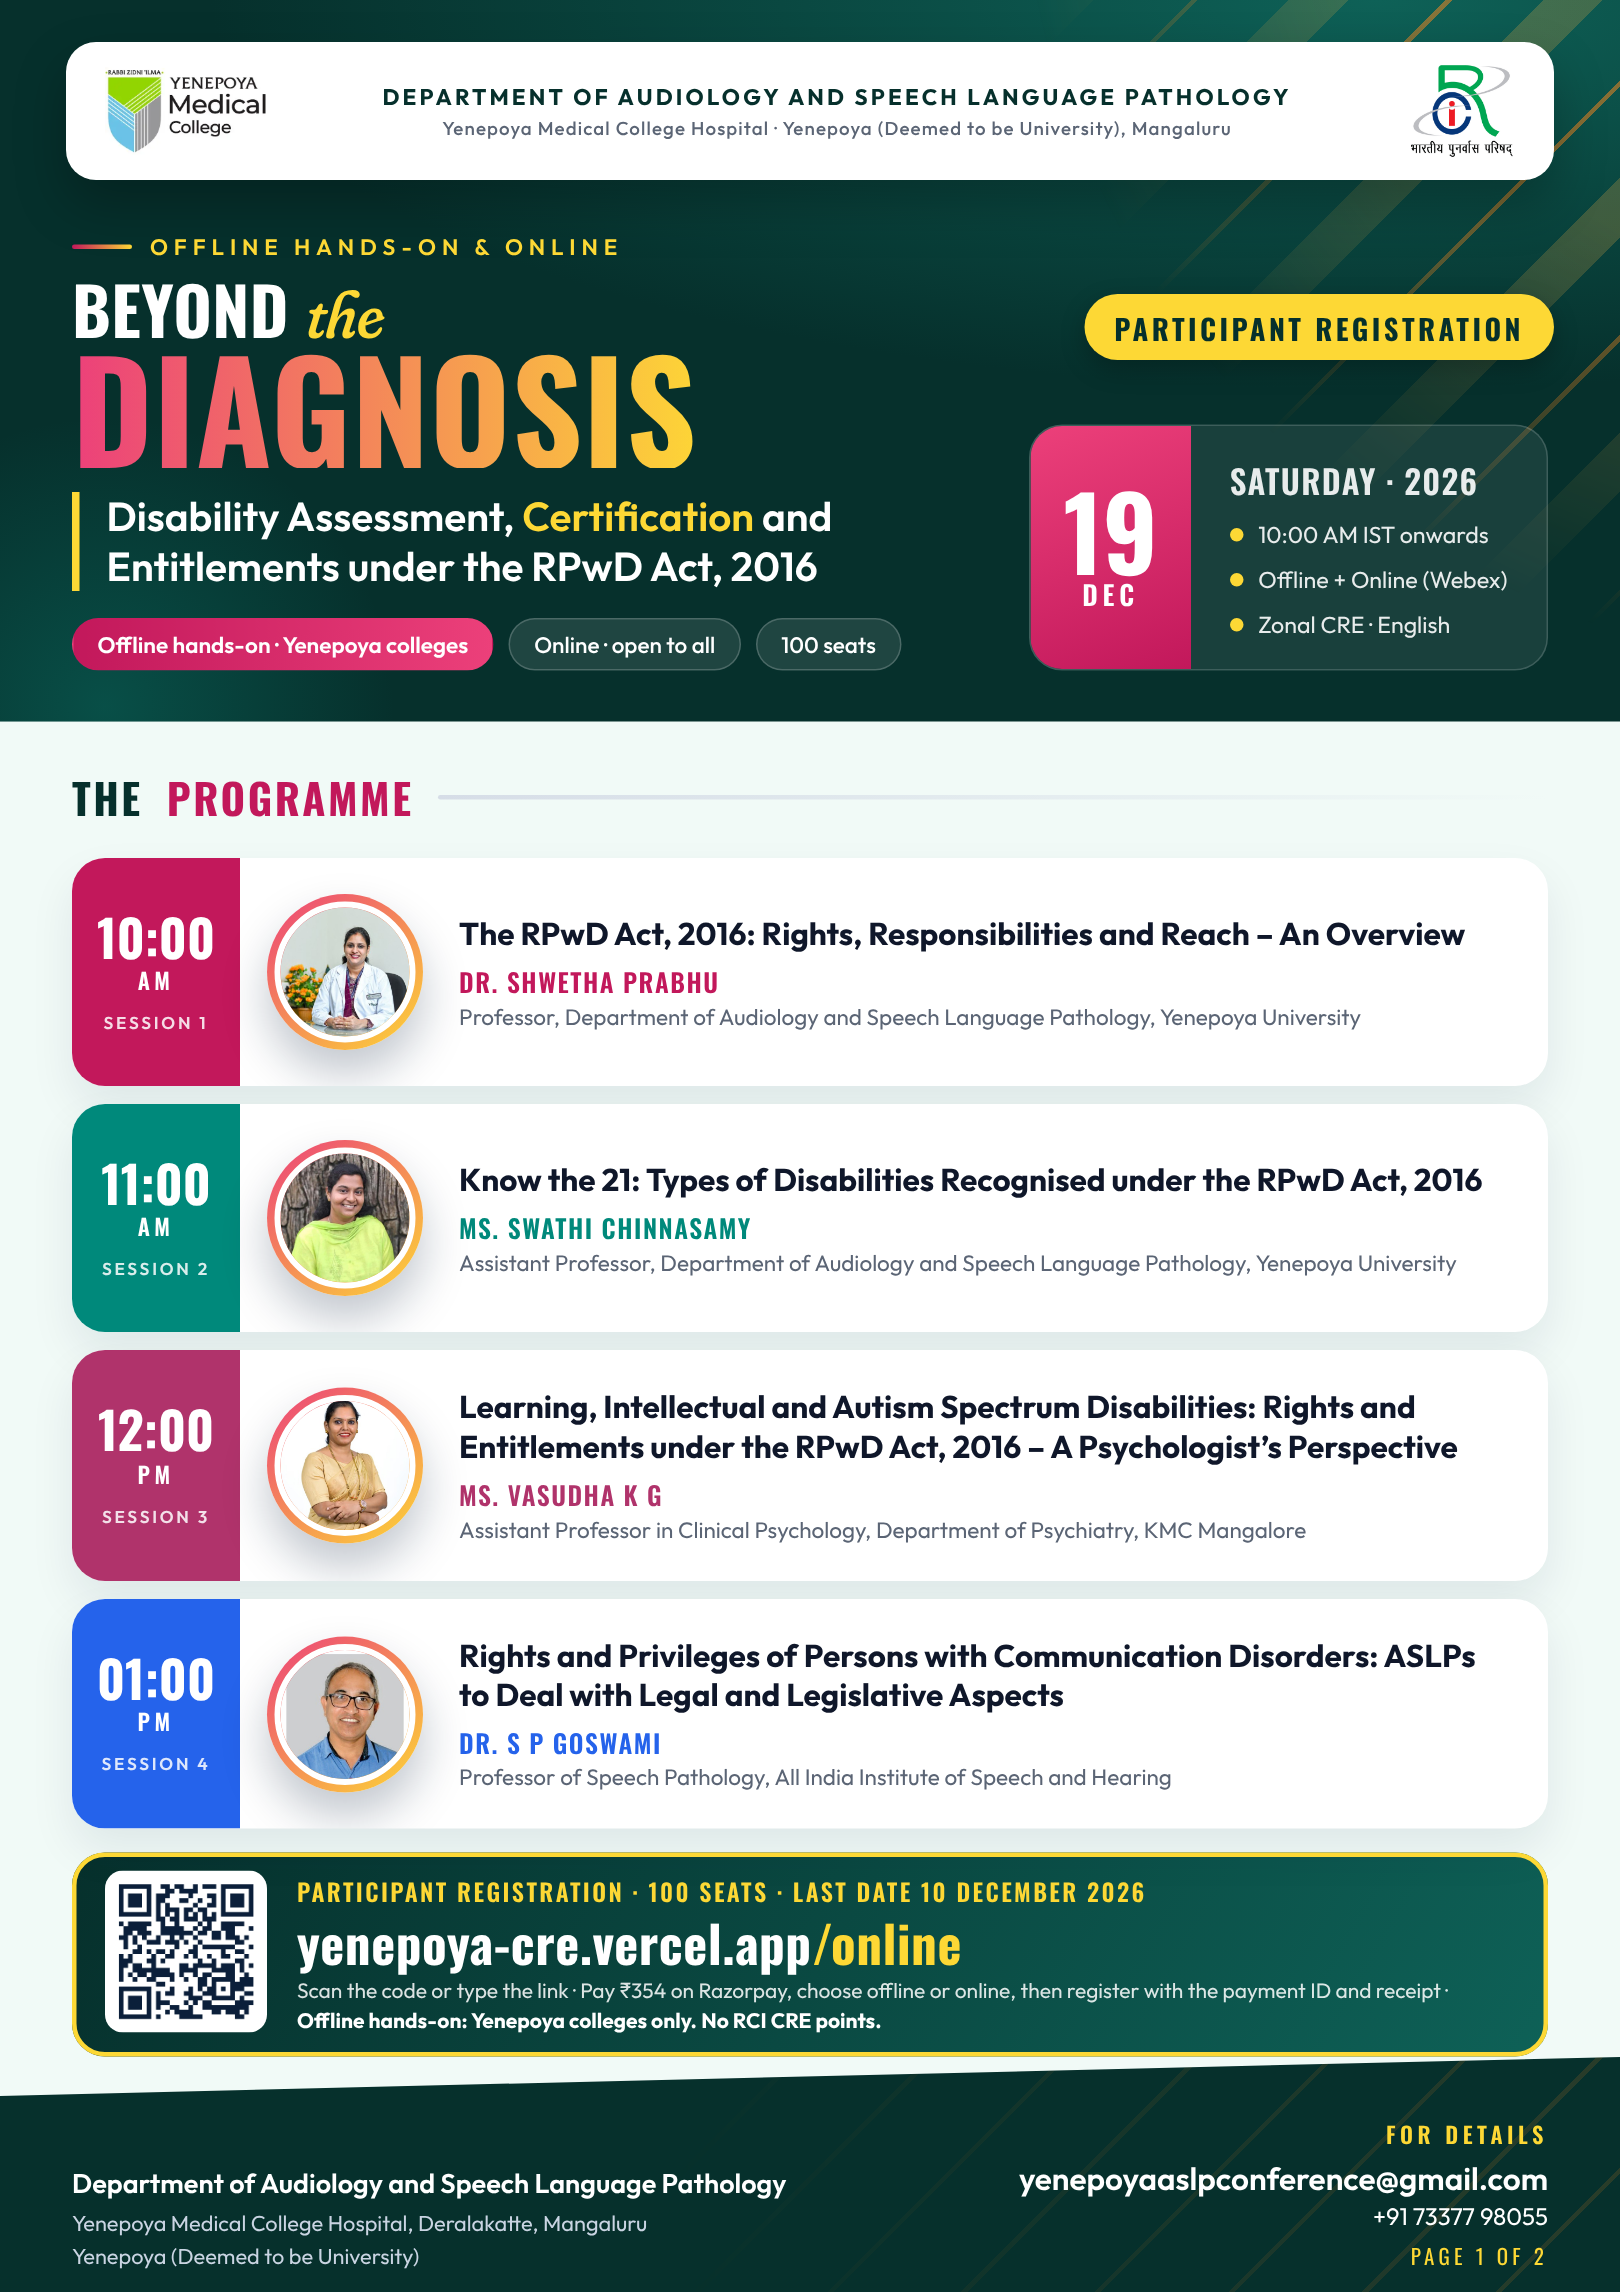 ·RABBI ZIDNI 'ILMA·
YENEPOYA
Medical
College
DEPARTMENT OF AUDIOLOGY AND SPEECH LANGUAGE PATHOLOGY
Yenepoya Medical College Hospital · Yenepoya (Deemed to be University), Mangaluru
भारतीय पुनर्वास परिषद्
OFFLINE HANDS-ON & ONLINE
BEYOND the
DIAGNOSIS
PARTICIPANT REGISTRATION
Disability Assessment, Certification and
Entitlements under the RPwD Act, 2016
Offline hands-on · Yenepoya colleges
Online · open to all
100 seats
19
DEC
SATURDAY · 2026
10:00 AM IST onwards
Offline + Online (Webex)
Zonal CRE · English
THE PROGRAMME
10:00
AM
SESSION 1
The RPwD Act, 2016: Rights, Responsibilities and Reach – An Overview
DR. SHWETHA PRABHU
Professor, Department of Audiology and Speech Language Pathology, Yenepoya University
11:00
AM
SESSION 2
Know the 21: Types of Disabilities Recognised under the RPwD Act, 2016
MS. SWATHI CHINNASAMY
Assistant Professor, Department of Audiology and Speech Language Pathology, Yenepoya University
12:00
PM
SESSION 3
Learning, Intellectual and Autism Spectrum Disabilities: Rights and
Entitlements under the RPwD Act, 2016 – A Psychologist's Perspective
MS. VASUDHA K G
Assistant Professor in Clinical Psychology, Department of Psychiatry, KMC Mangalore
01:00
PM
SESSION 4
Rights and Privileges of Persons with Communication Disorders: ASLPs
to Deal with Legal and Legislative Aspects
DR. S P GOSWAMI
Professor of Speech Pathology, All India Institute of Speech and Hearing
PARTICIPANT REGISTRATION · 100 SEATS · LAST DATE 10 DECEMBER 2026
yenepoya-cre.vercel.app/online
Scan the code or type the link · Pay ₹354 on Razorpay, choose offline or online, then register with the payment ID and receipt ·
Offline hands-on: Yenepoya colleges only. No RCI CRE points.
Department of Audiology and Speech Language Pathology
Yenepoya Medical College Hospital, Deralakatte, Mangaluru
Yenepoya (Deemed to be University)
FOR DETAILS
yenepoyaaslpconference@gmail.com
+91 73377 98055
PAGE 1 OF 2